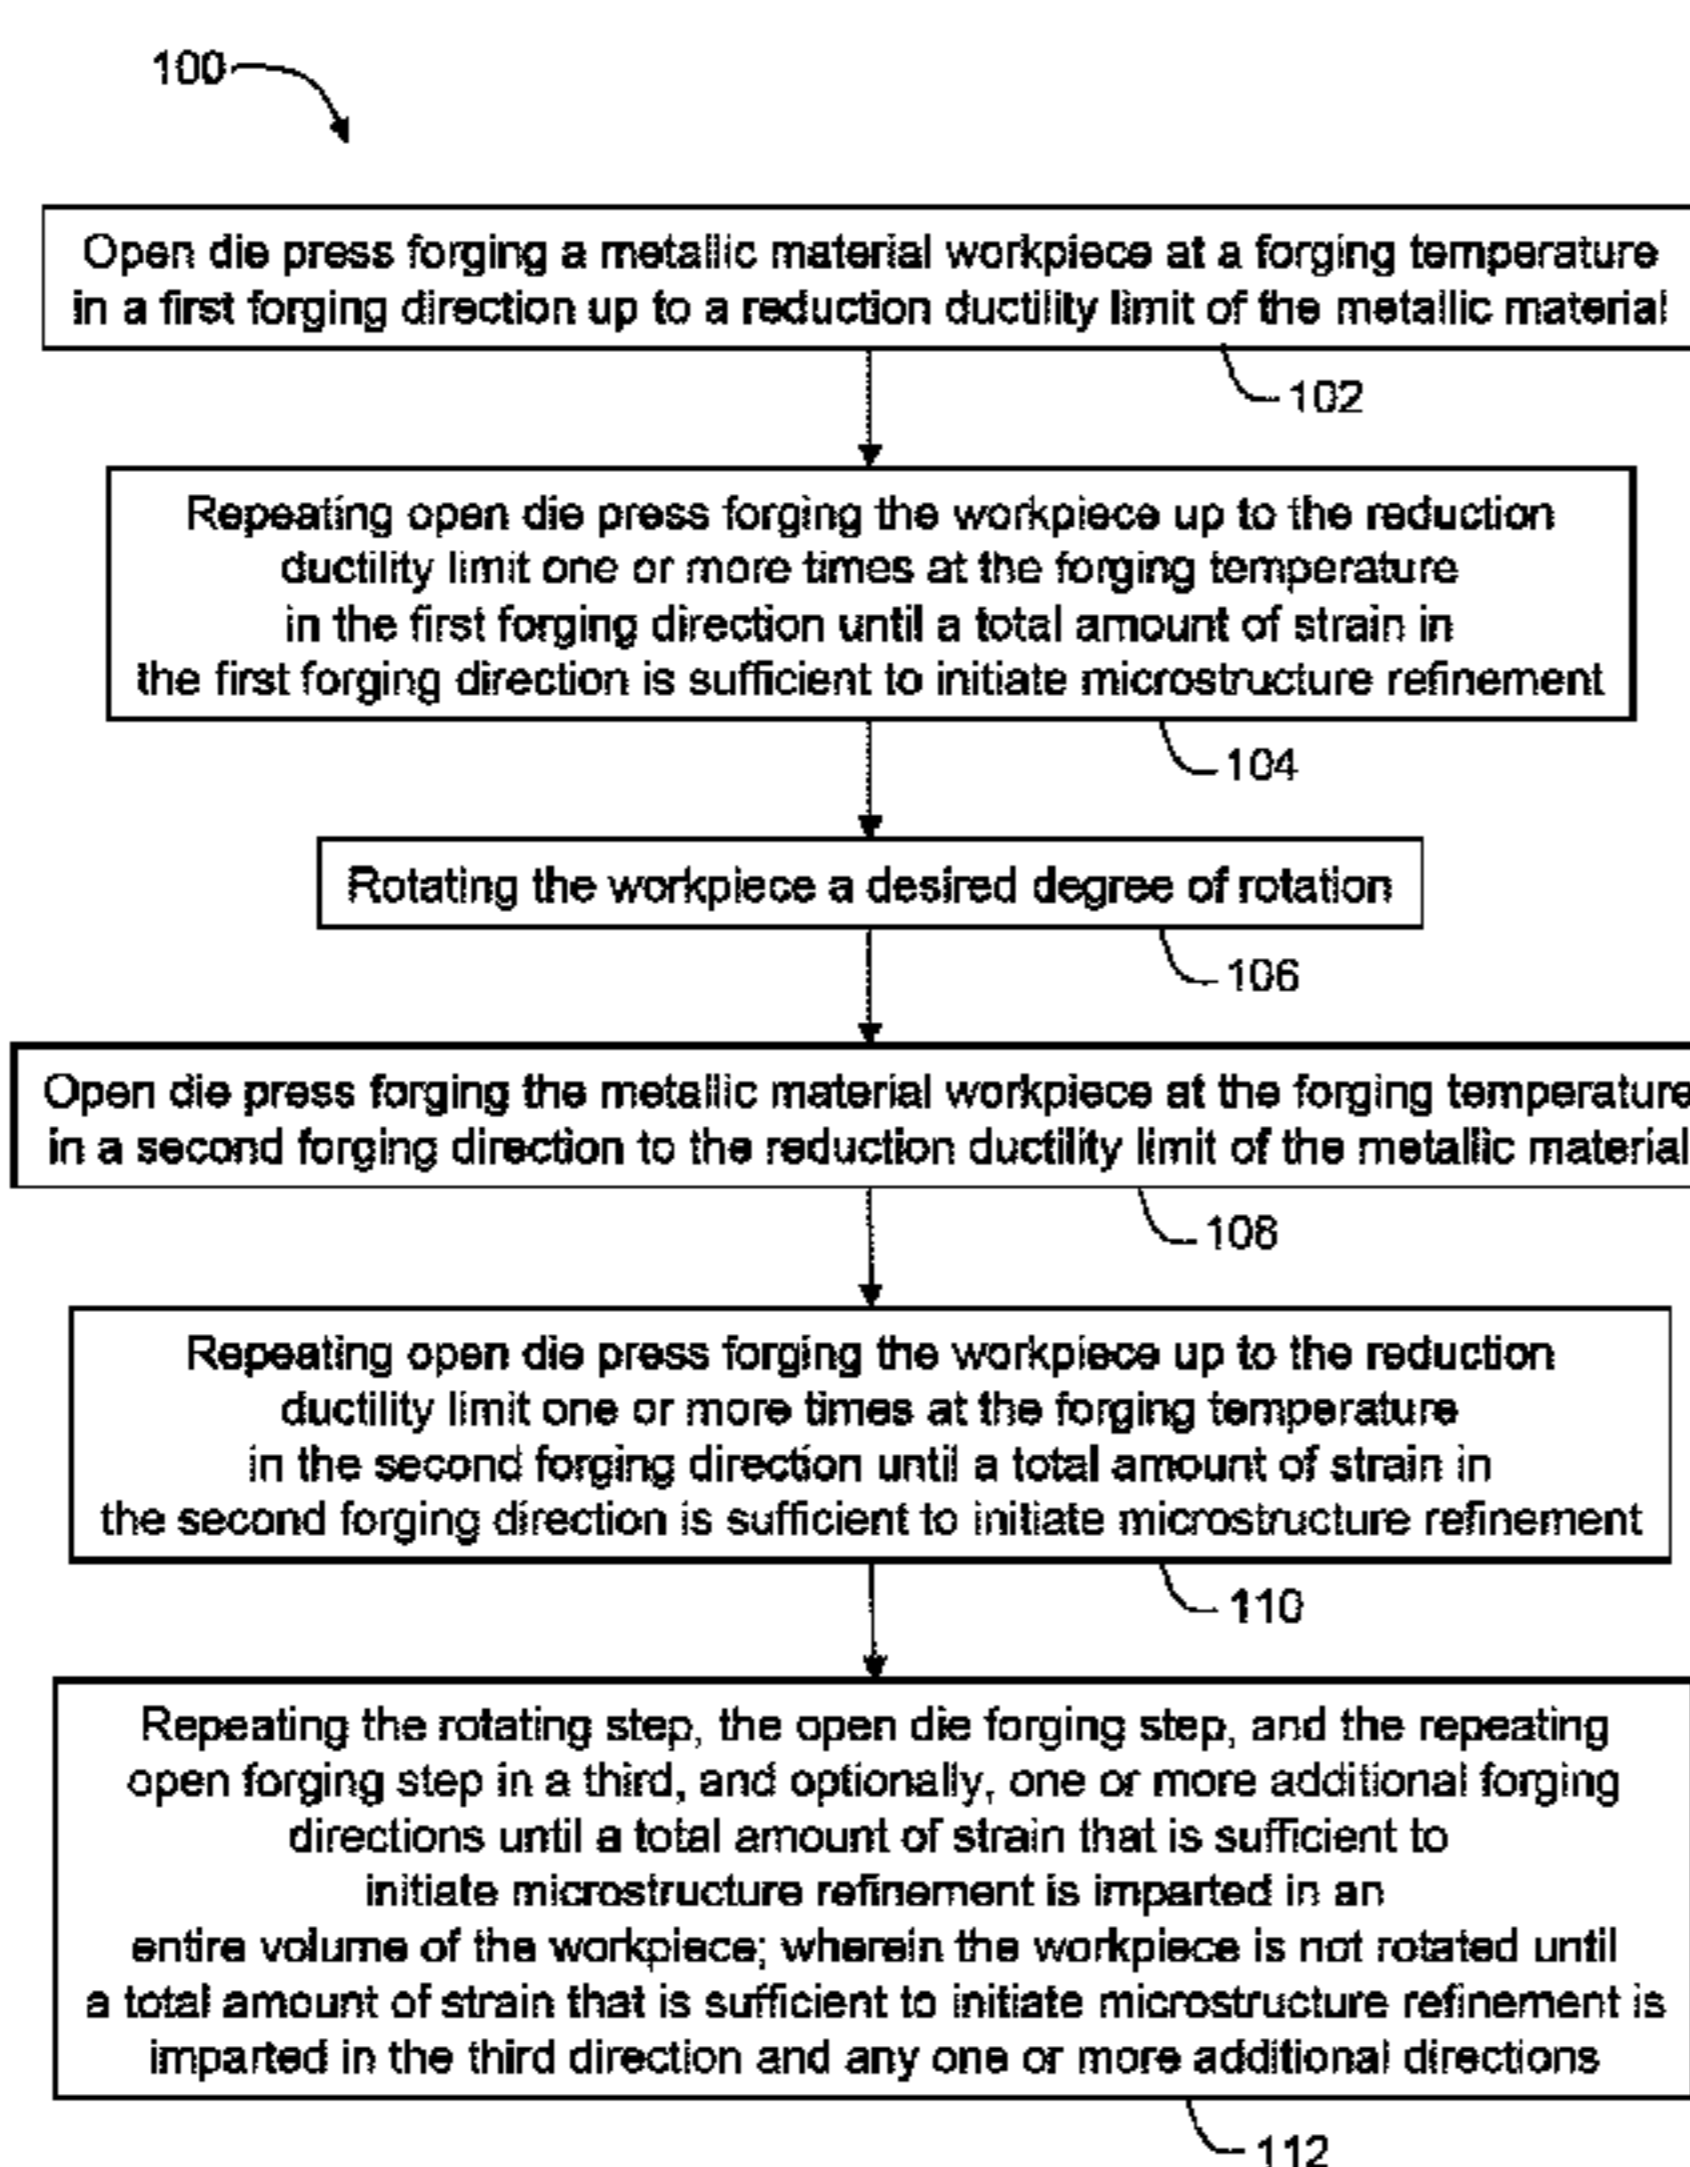 100
Open die press forging a metallic material workpiece at a forging temperature
in a first forging direction up to a reduction ductility limit of the metallic material
102
Repeating open die press forging the workpiece up to the reduction
ductility limit one or more times at the forging temperature
in the first forging direction until a total amount of strain in
the first forging direction is sufficient to initiate microstructure refinement
104
Rotating the workpiece a desired degree of rotation
106
Open die press forging the metallic material workpiece at the forging temperature
in a second forging direction to the reduction ductility limit of the metallic material
108
Repeating open die press forging the workpiece up to the reduction
ductility limit one or more times at the forging temperature
in the second forging direction until a total amount of strain in
the second forging direction is sufficient to initiate microstructure refinement
110
Repeating the rotating step, the open die forging step, and the repeating
open forging step in a third, and optionally, one or more additional forging
directions until a total amount of strain that is sufficient to
initiate microstructure refinement is imparted in an
entire volume of the workpiece; wherein the workpiece is not rotated until
a total amount of strain that is sufficient to initiate microstructure refinement is
imparted in the third direction and any one or more additional directions
112